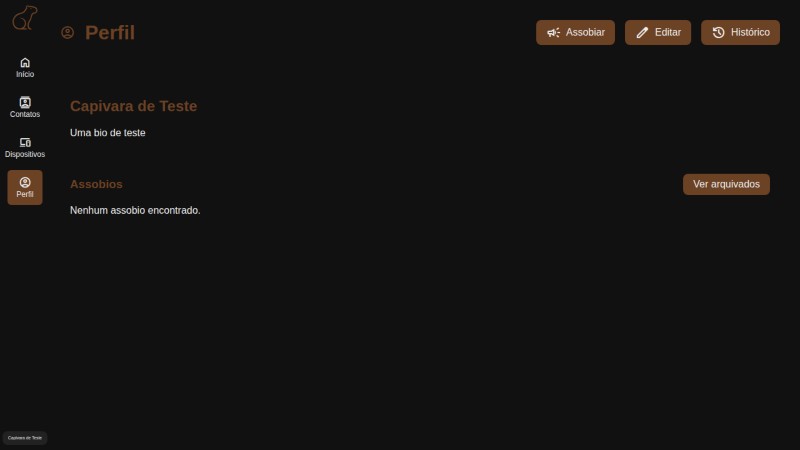 Perfil
Assobiar
Editar
Histórico
Início
Contatos
Dispositivos
Perfil
Capivara de Teste
Uma bio de teste
Assobios
Ver arquivados
Nenhum assobio encontrado.
Capivara de Teste